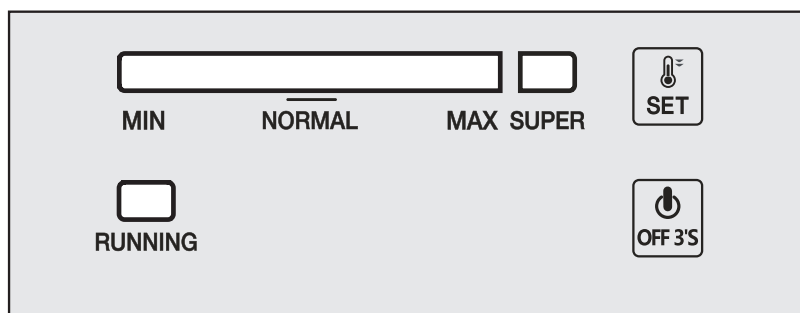 MIN NORMAL MAX SUPER
SET
RUNNING
OFF 3'S